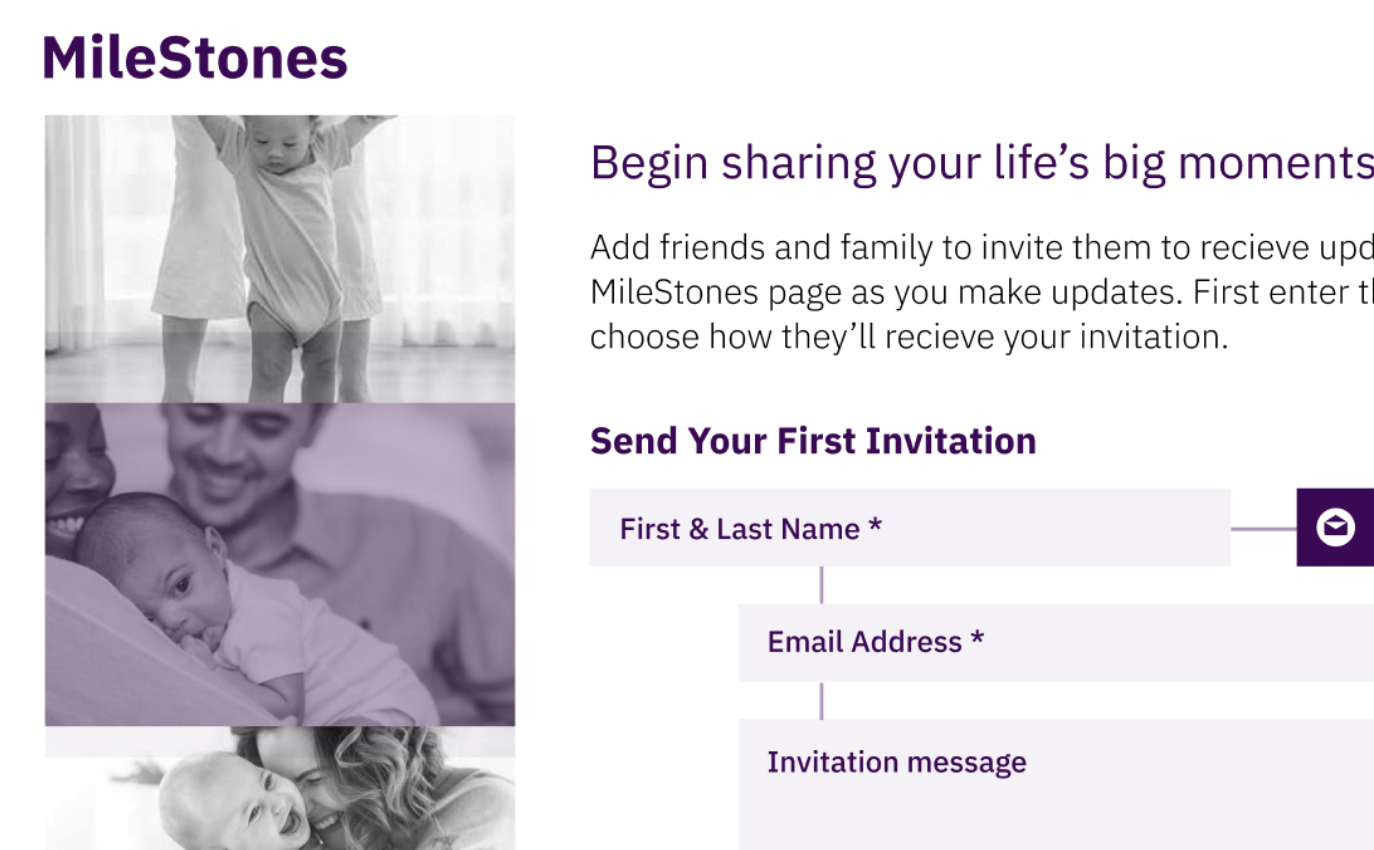 MileStones
Begin sharing your life’s big moments
Add friends and family to invite them to recieve
MileStones page as you make updates. First enter
choose how they’ll recieve your invitation.
Send Your First Invitation
First & Last Name *
Email Address *
Invitation message